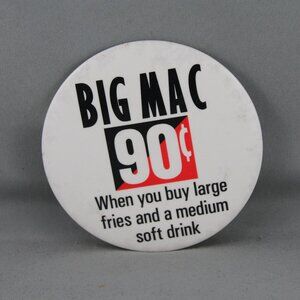 BIG MAC
90¢
When you buy large
fries and a medium
soft drink